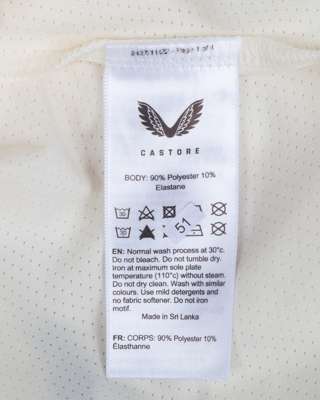 CASTORE
BODY: 90% Polyester 10%
Elastane
51
EN: Normal wash process at 30°c.
Do not bleach. Do not tumble dry.
iron at maximum sole plate
temperature (110°c) without steam.
Do not dry clean. Wash with similar
colours. Use mild detergents and
no fabric softener. Do not iron
motif.
Made in Sri Lanka
FR: CORPS: 90% Polyester 10%
Élasthanne